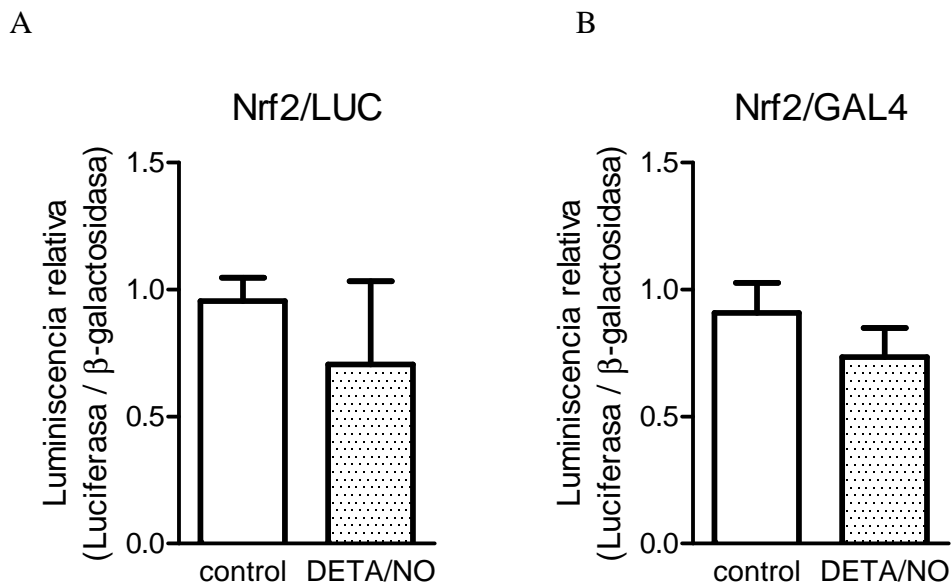 A
B
Nrf2/LUC
Nrf2/GAL4
Luminiscencia relativa
(Luciferasa / β-galactosidasa)
1.5
1.0
0.5
0.0
control DETA/NO
Luminiscencia relativa
(Luciferasa / β-galactosidasa)
1.5
1.0
0.5
0.0
control DETA/NO